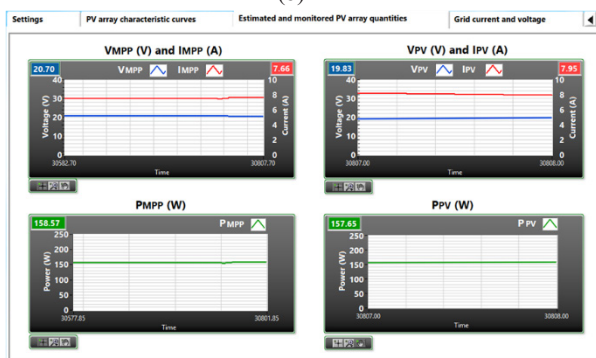 Settings
PV array characteristic curves
Estimated and monitored PV array quantities
Grid current and voltage
VMPP (V) and IMPP (A)
20.70
VMPP
IMPP
7.66
40
30
20
10
0
Voltage (V)
10
8
6
4
2
0
Current (A)
30582.70
30807.70
Time
VPV (V) and IPV (A)
19.83
VPV
IPV
7.95
40
30
20
10
0
Voltage (V)
10
8
6
4
2
0
Current (A)
30807.00
30808.00
Time
PMPP (W)
158.57
PMPP
250
200
150
100
50
0
Power (W)
30577.85
30801.85
Time
PPV (W)
157.65
PPV
250
200
150
100
50
0
Power (W)
30807.00
30808.00
Time